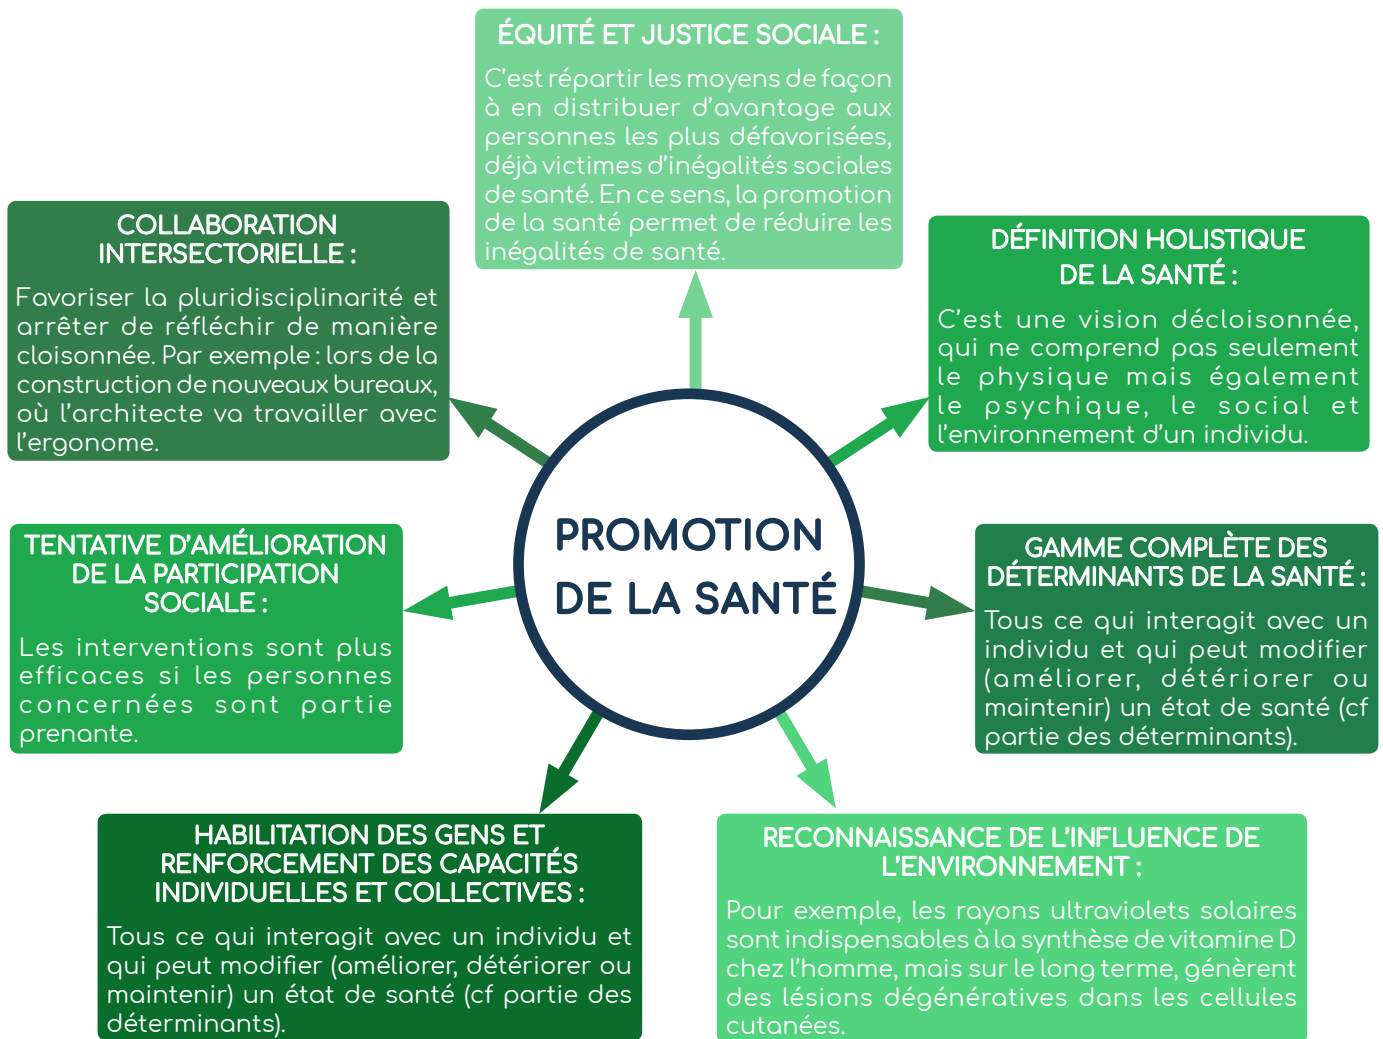 ÉQUITÉ ET JUSTICE SOCIALE :
C’est répartir les moyens de façon
à en distribuer d’avantage aux
personnes les plus défavorisées,
déjà victimes d’inégalités sociales
de santé. En ce sens, la promotion
de la santé permet de réduire les
inégalités de santé.
COLLABORATION
INTERSECTORIELLE :
Favoriser la pluridisciplinarité et
arrêter de réfléchir de manière
cloisonnée. Par exemple : lors de la
construction de nouveaux bureaux,
où l’architecte va travailler avec
l’ergonome.
DÉFINITION HOLISTIQUE
DE LA SANTÉ :
C’est une vision décloisonnée,
qui ne comprend pas seulement
le physique mais également
le psychique, le social et
l’environnement d’un individu.
PROMOTION
DE LA SANTÉ
TENTATIVE D’AMÉLIORATION
DE LA PARTICIPATION
SOCIALE :
Les interventions sont plus
efficaces si les personnes
concernées sont partie
prenante.
GAMME COMPLÈTE DES
DÉTERMINANTS DE LA SANTÉ :
Tous ce qui interagit avec un
individu et qui peut modifier
(améliorer, détériorer ou
maintenir) un état de santé (cf
partie des déterminants).
HABILITATION DES GENS ET
RENFORCEMENT DES CAPACITÉS
INDIVIDUELLES ET COLLECTIVES :
Tous ce qui interagit avec un individu et
qui peut modifier (améliorer, détériorer ou
maintenir) un état de santé (cf partie des
déterminants).
RECONNAISSANCE DE L’INFLUENCE DE
L’ENVIRONNEMENT :
Pour exemple, les rayons ultraviolets solaires
sont indispensables à la synthèse de vitamine D
chez l’homme, mais sur le long terme, génèrent
des lésions dégénératives dans les cellules
cutanées.